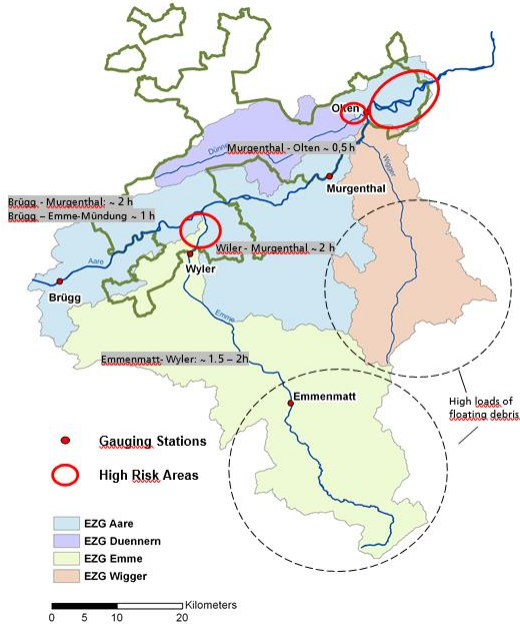 Olten
Dünne
Murgenthal - Olten ~ 0,5 h
Wigger
Murgenthal
Brügg - Murgenthal: ~ 2 h
Brügg – Emme-Mündung ~ 1 h
Wiler - Murgenthal ~ 2 h
Aare
Wyler
Brügg
Emme
Emmenmatt- Wyler: ~ 1.5 – 2h
Emmenmatt
High loads of
floating debris
Gauging Stations
High Risk Areas
EZG Aare
EZG Duennern
EZG Emme
EZG Wigger
Kilometers
0 5 10 20